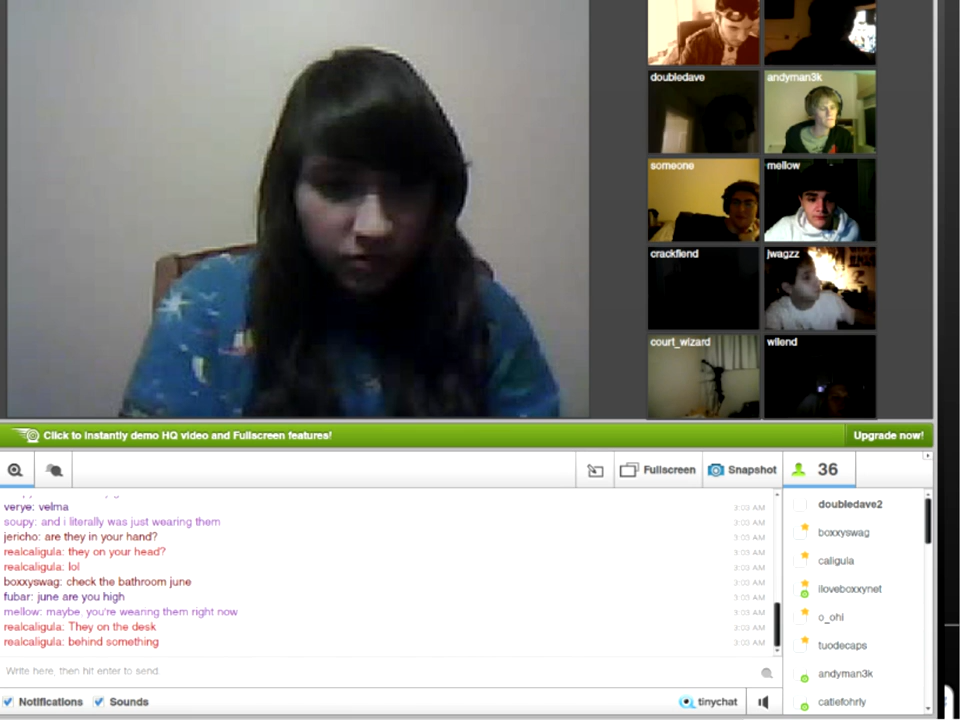 doubledave
andyman3k
someone
mellow
crackfiend
jwagzz
court_wizard
wllend
Click to instantly demo HQ video and Fullscreen features!
Upgrade now!
Fullscreen
Snapshot
36
verye: velma
3:03 AM
soupy: and i literally was just wearing them
3:03 AM
jericho: are they in your hand?
3:03 AM
realcaligula: they on your head?
3:03 AM
realcaligula: lol
3:03 AM
boxxyswag: check the bathroom june
3:03 AM
fubar: june are you high
3:03 AM
mellow: maybe. you're wearing them right now
3:03 AM
realcaligula: They on the desk
3:03 AM
realcaligula: behind something
3:03 AM
Write here, then hit enter to send
Notifications
Sounds
tinychat
doubledave2
boxxyswag
caligula
iloveboxxynet
o_ohi
tuodecaps
andyman3k
catiefohrly